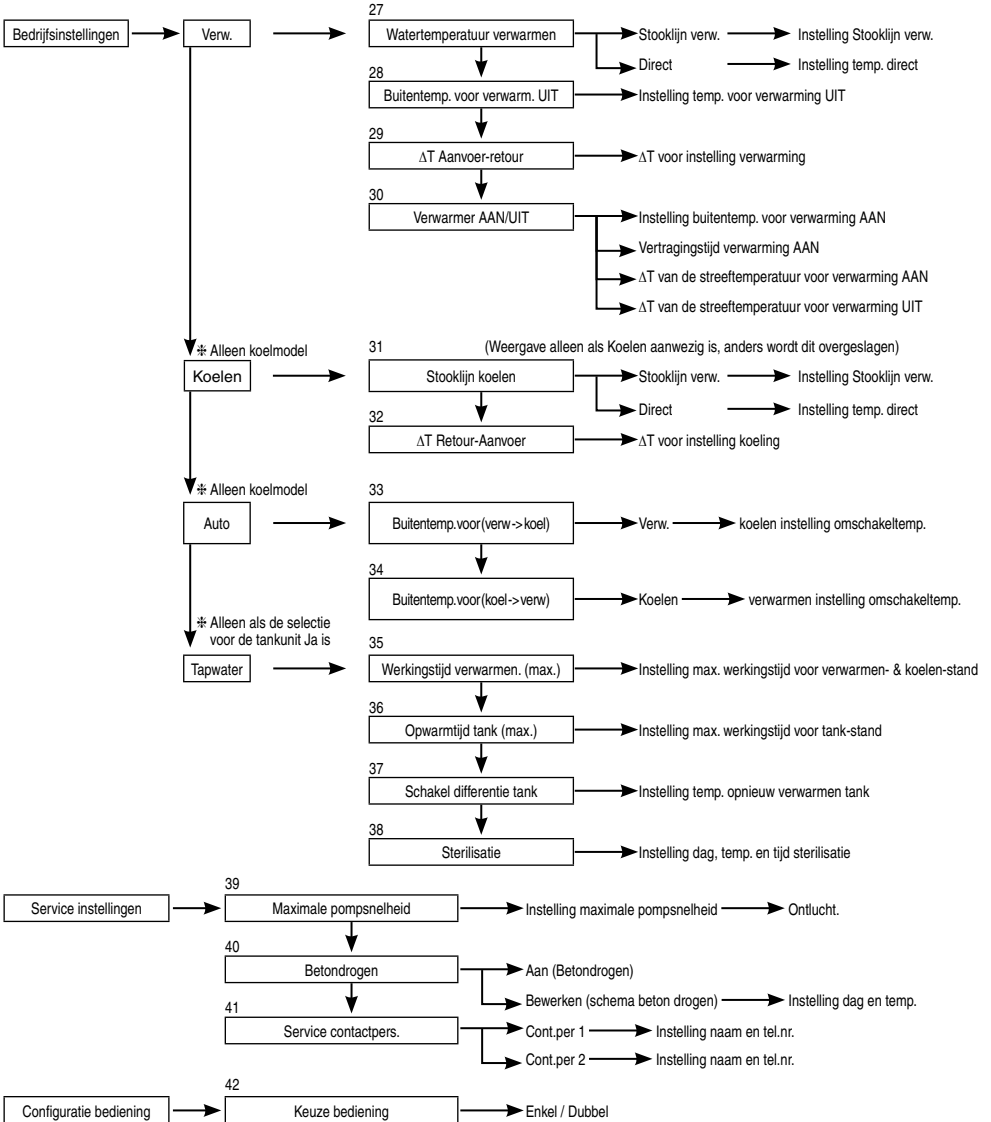 27
Bedrijfsinstellingen Verw. Watertemperatuur verwarmen Stooklijn verw. Instelling Stooklijn verw.
Direct Instelling temp. direct
28
Buitentemp. voor verwarm. UIT Instelling temp. voor verwarming UIT
29
ΔT Aanvoer-retour ΔT voor instelling verwarming
30
Verwarmer AAN/UIT Instelling buitentemp. voor verwarming AAN
Vertragingstijd verwarming AAN
ΔT van de streeftemperatuur voor verwarming AAN
ΔT van de streeftemperatuur voor verwarming UIT
❉ Alleen koelmodel 31 (Weergave alleen als Koelen aanwezig is, anders wordt dit overgeslagen)
Koelen Stooklijn koelen Stooklijn verw. Instelling Stooklijn verw.
Direct Instelling temp. direct
32
ΔT Retour-Aanvoer ΔT voor instelling koeling
❉ Alleen koelmodel 33
Auto Buitentemp.voor(verw->koel) Verw. koelen instelling omschakeltemp.
34
Buitentemp.voor(koel->verw) Koelen verwarmen instelling omschakeltemp.
❉ Alleen als de selectie
voor de tankunit Ja is
35
Tapwater Werkingstijd verwarmen. (max.) Instelling max. werkingstijd voor verwarmen- & koelen-stand
36
Opwarmtijd tank (max.) Instelling max. werkingstijd voor tank-stand
37
Schakel differentie tank Instelling temp. opnieuw verwarmen tank
38
Sterilisatie Instelling dag, temp. en tijd sterilisatie
39
Service instellingen Maximale pompsnelheid Instelling maximale pompsnelheid Ontlucht.
40
Betondrogen Aan (Betondrogen)
Bewerken (schema beton drogen) Instelling dag en temp.
41
Service contactpers. Cont.per 1 Instelling naam en tel.nr.
Cont.per 2 Instelling naam en tel.nr.
42
Configuratie bediening Keuze bediening Enkel / Dubbel